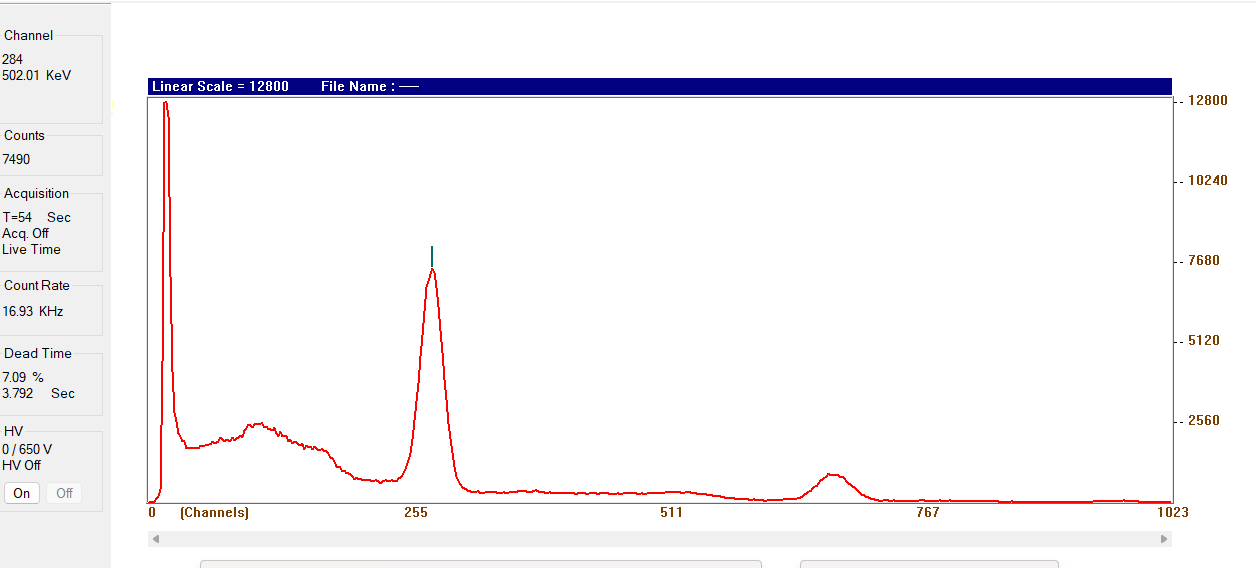 Channel
284
502.01 KeV
Counts
7490
Acquisition
T=54 Sec
Acq. Off
Live Time
Count Rate
16.93 KHz
Dead Time
7.09 %
3.792 Sec
HV
0 / 650 V
HV Off
On Off
Linear Scale = 12800 File Name : ----
12800
10240
7680
5120
2560
0 (Channels) 255 511 767 1023